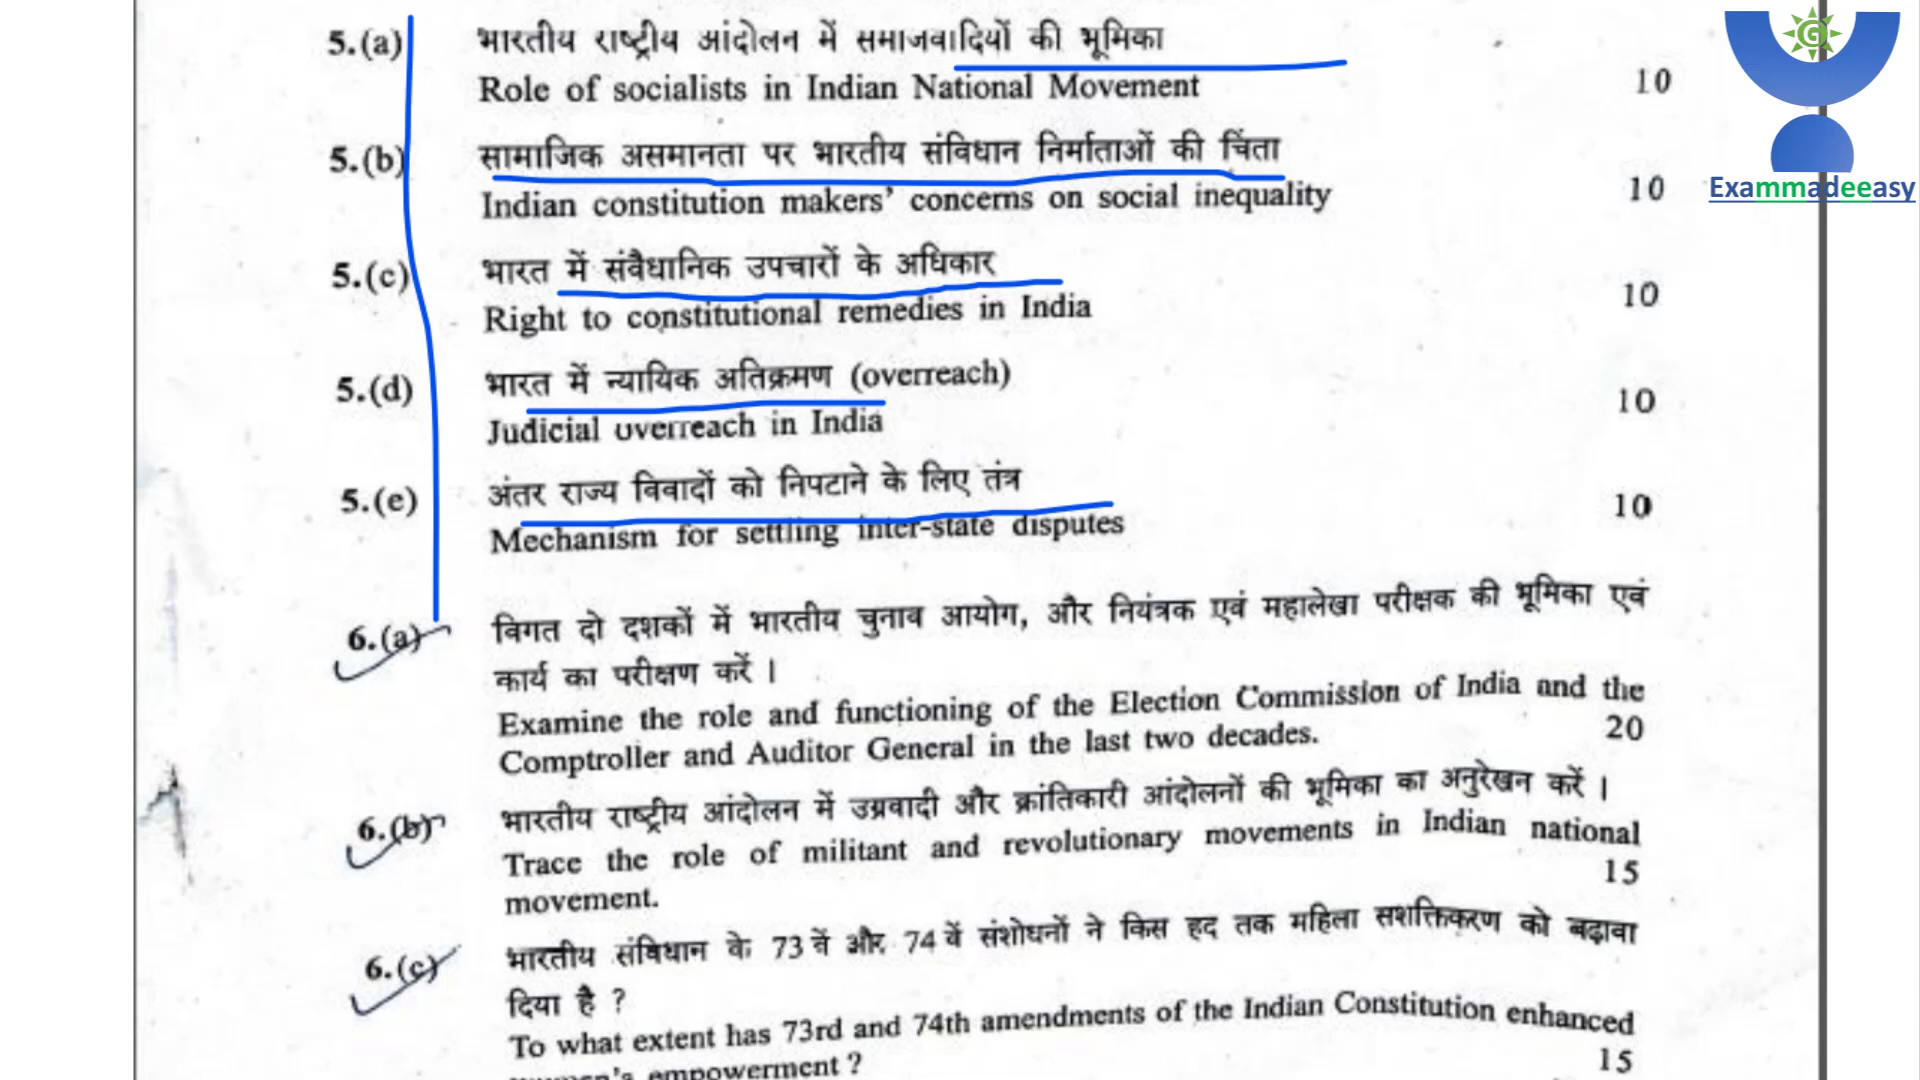 5.(a) भारतीय राष्ट्रीय आंदोलन में समाजवादियों की भूमिका
Role of socialists in Indian National Movement 10
5.(b) सामाजिक असमानता पर भारतीय संविधान निर्माताओं की चिंता
Indian constitution makers’ concerns on social inequality 10
5.(c) भारत में संवैधानिक उपचारों के अधिकार
Right to constitutional remedies in India 10
5.(d) भारत में न्यायिक अतिक्रमण (overreach)
Judicial overreach in India 10
5.(e) अंतर राज्य विवादों को निपटाने के लिए तंत्र
Mechanism for settling inter-state disputes 10
6.(a) विगत दो दशकों में भारतीय चुनाव आयोग, और नियंत्रक एवं महालेखा परीक्षक की भूमिका एवं
कार्य का परीक्षण करें ।
Examine the role and functioning of the Election Commission of India and the
Comptroller and Auditor General in the last two decades. 20
6.(b) भारतीय राष्ट्रीय आंदोलन में उग्रवादी और क्रांतिकारी आंदोलनों की भूमिका का अनुरेखन करें ।
Trace the role of militant and revolutionary movements in Indian national
movement. 15
6.(c) भारतीय संविधान के 73 वें और 74 वें संशोधनों ने किस हद तक महिला सशक्तिकरण को बढ़ावा
दिया है ?
To what extent has 73rd and 74th amendments of the Indian Constitution enhanced
women’s empowerment ? 15
G
Exammadeeasy